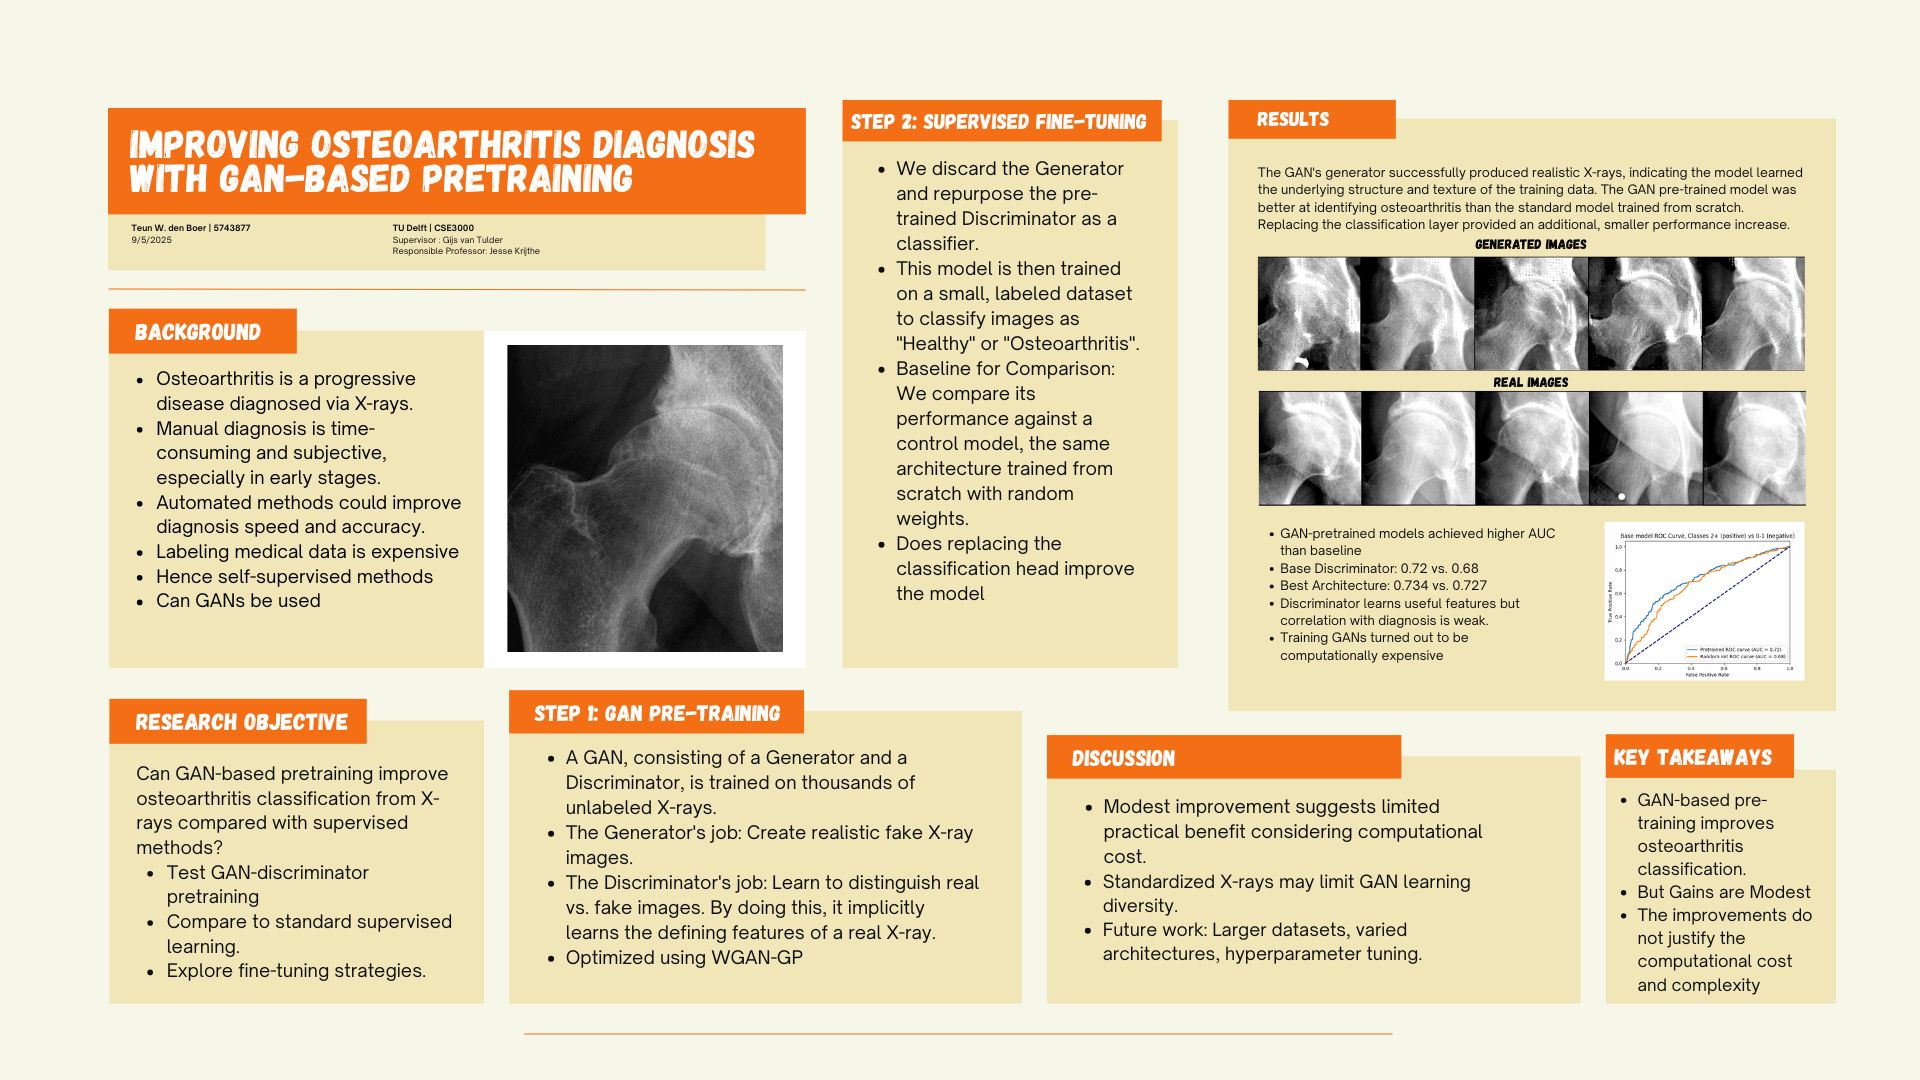 IMPROVING OSTEOARTHRITIS DIAGNOSIS
WITH GAN-BASED PRETRAINING
Teun W. den Boer | 5743877
9/5/2025
TU Delft | CSE3000
Supervisor : Gijs van Tulder
Responsible Professor: Jesse Krijthe
BACKGROUND
• Osteoarthritis is a progressive
disease diagnosed via X-rays.
• Manual diagnosis is time-
consuming and subjective,
especially in early stages.
• Automated methods could improve
diagnosis speed and accuracy.
• Labeling medical data is expensive
• Hence self-supervised methods
• Can GANs be used
RESEARCH OBJECTIVE
Can GAN-based pretraining improve
osteoarthritis classification from X-
rays compared with supervised
methods?
• Test GAN-discriminator
pretraining
• Compare to standard supervised
learning.
• Explore fine-tuning strategies.
STEP 1: GAN PRE-TRAINING
• A GAN, consisting of a Generator and a
Discriminator, is trained on thousands of
unlabeled X-rays.
• The Generator's job: Create realistic fake X-ray
images.
• The Discriminator's job: Learn to distinguish real
vs. fake images. By doing this, it implicitly
learns the defining features of a real X-ray.
• Optimized using WGAN-GP
STEP 2: SUPERVISED FINE-TUNING
• We discard the Generator
and repurpose the pre-
trained Discriminator as a
classifier.
• This model is then trained
on a small, labeled dataset
to classify images as
"Healthy" or "Osteoarthritis".
• Baseline for Comparison:
We compare its
performance against a
control model, the same
architecture trained from
scratch with random
weights.
• Does replacing the
classification head improve
the model
RESULTS
The GAN's generator successfully produced realistic X-rays, indicating the model learned
the underlying structure and texture of the training data. The GAN pre-trained model was
better at identifying osteoarthritis than the standard model trained from scratch.
Replacing the classification layer provided an additional, smaller performance increase.
GENERATED IMAGES
REAL IMAGES
• GAN-pretrained models achieved higher AUC
than baseline
• Base Discriminator: 0.72 vs. 0.68
• Best Architecture: 0.734 vs. 0.727
• Discriminator learns useful features but
correlation with diagnosis is weak.
• Training GANs turned out to be
computationally expensive
Base model ROC Curve, Classes 2+ (positive) vs 0-1 (negative)
True Positive Rate
1.0
0.8
0.6
0.4
0.2
0.0
Pretrained ROC curve (AUC = 0.72)
Random init ROC curve (AUC = 0.68)
0.0 0.2 0.4 0.6 0.8 1.0
False Positive Rate
DISCUSSION
• Modest improvement suggests limited
practical benefit considering computational
cost.
• Standardized X-rays may limit GAN learning
diversity.
• Future work: Larger datasets, varied
architectures, hyperparameter tuning.
KEY TAKEAWAYS
• GAN-based pre-
training improves
osteoarthritis
classification.
• But Gains are Modest
• The improvements do
not justify the
computational cost
and complexity